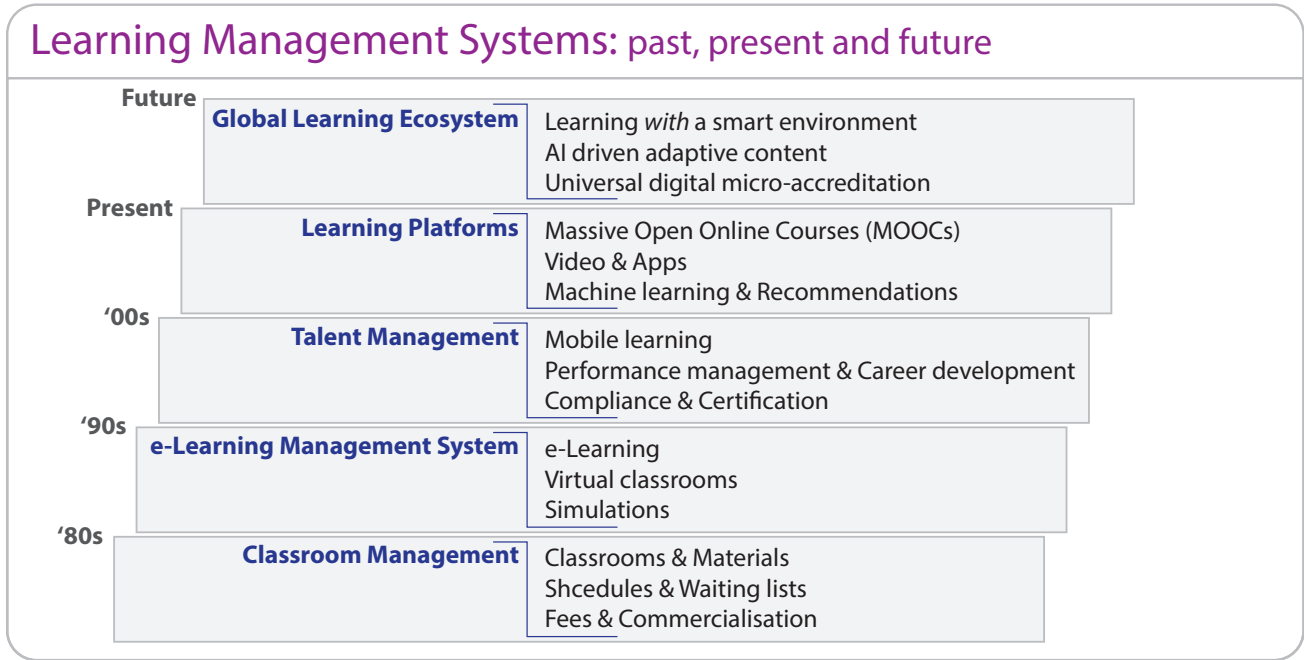 Learning Management Systems: past, present and future
Future
Global Learning Ecosystem
Learning with a smart environment
AI driven adaptive content
Universal digital micro-accreditation
Present
Learning Platforms
Massive Open Online Courses (MOOCs)
Video & Apps
Machine learning & Recommendations
‘00s
Talent Management
Mobile learning
Performance management & Career development
Compliance & Certification
‘90s
e-Learning Management System
e-Learning
Virtual classrooms
Simulations
‘80s
Classroom Management
Classrooms & Materials
Shcedules & Waiting lists
Fees & Commercialisation